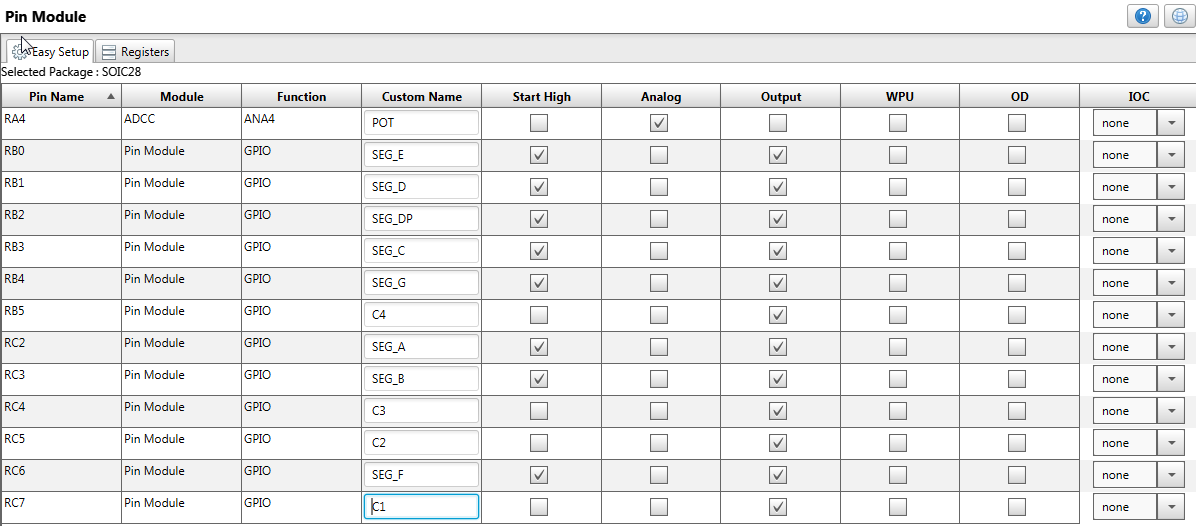 Pin Module
Easy Setup Registers
Selected Package : SOIC28
Pin Name Module Function Custom Name Start High Analog Output WPU OD IOC
RA4 ADCC ANA4 POT none
RB0 Pin Module GPIO SEG_E none
RB1 Pin Module GPIO SEG_D none
RB2 Pin Module GPIO SEG_DP none
RB3 Pin Module GPIO SEG_C none
RB4 Pin Module GPIO SEG_G none
RB5 Pin Module GPIO C4 none
RC2 Pin Module GPIO SEG_A none
RC3 Pin Module GPIO SEG_B none
RC4 Pin Module GPIO C3 none
RC5 Pin Module GPIO C2 none
RC6 Pin Module GPIO SEG_F none
RC7 Pin Module GPIO C1 none